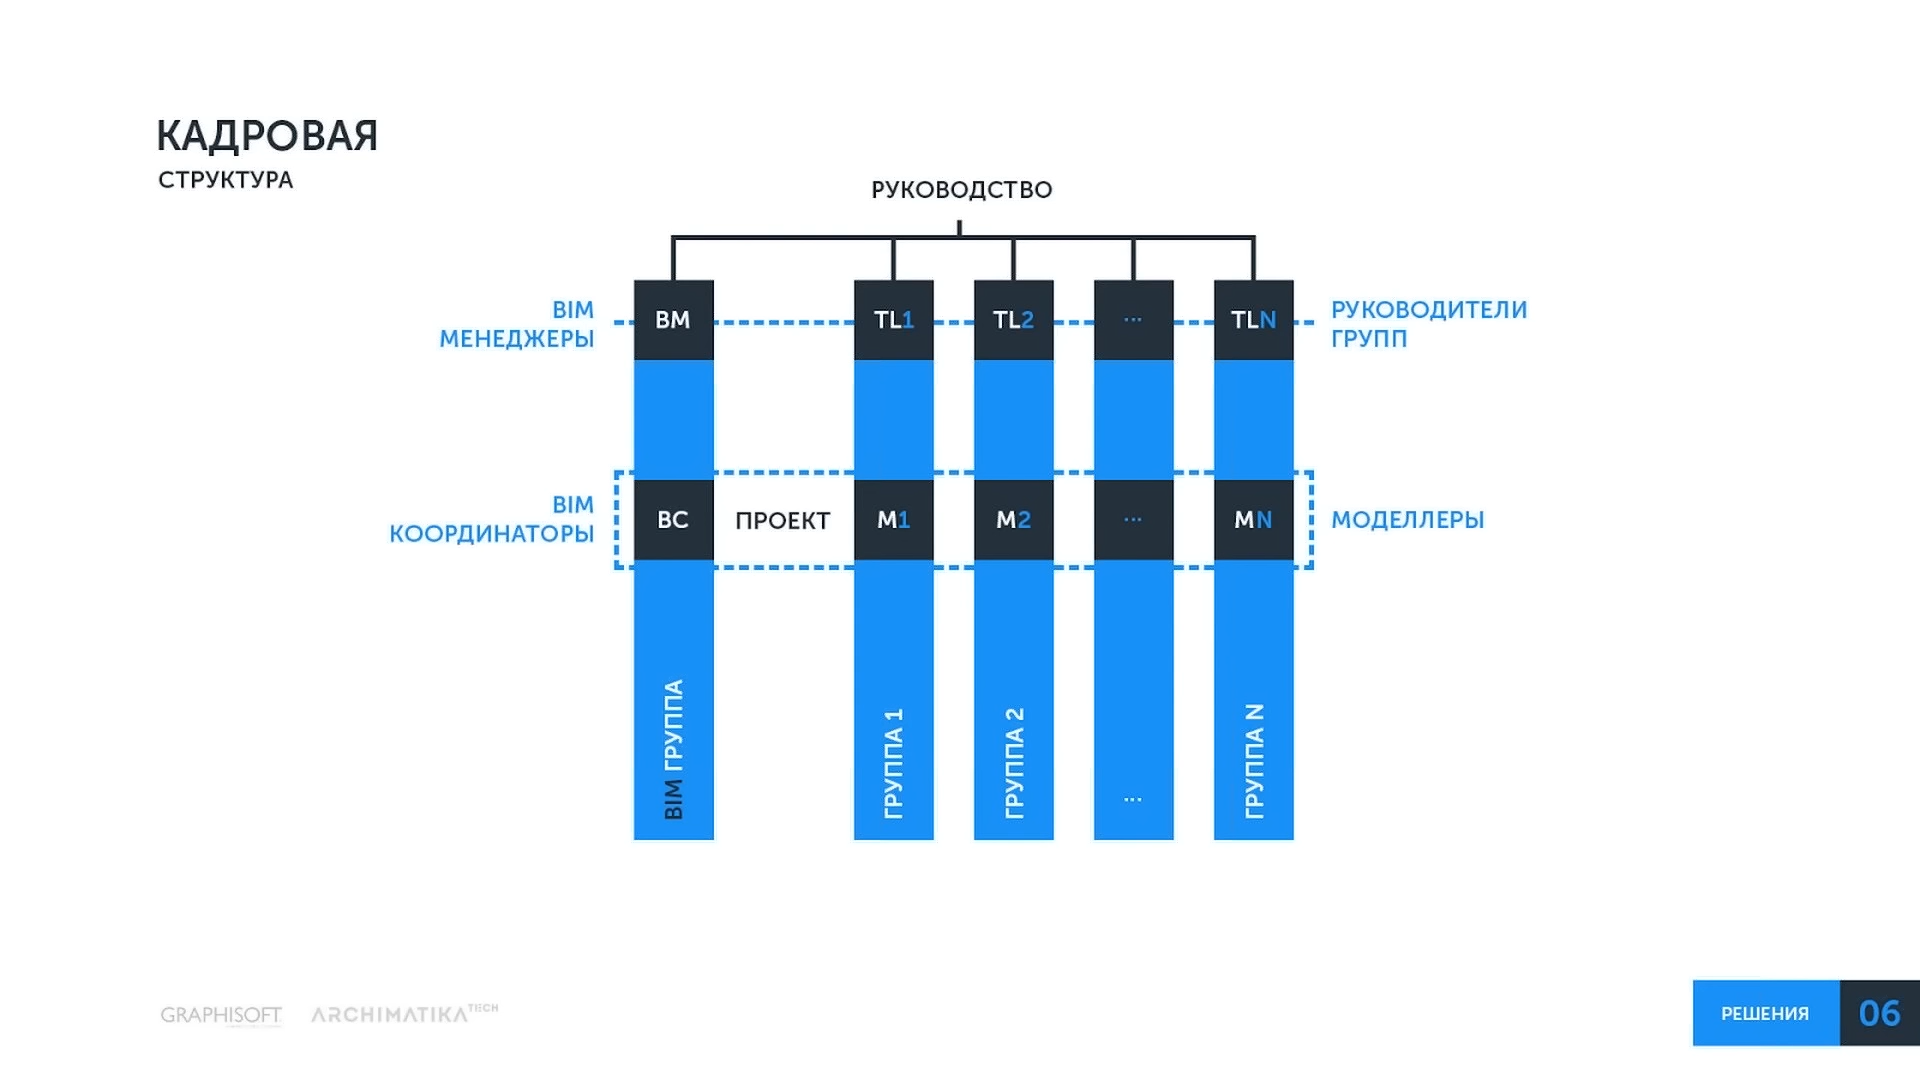 КАДРОВАЯ
СТРУКТУРА
РУКОВОДСТВО
BIM
МЕНЕДЖЕРЫ
BM
TL1
TL2
...
TLN
РУКОВОДИТЕЛИ
ГРУПП
BIM
КООРДИНАТОРЫ
BC
ПРОЕКТ
M1
M2
...
MN
МОДЕЛЛЕРЫ
BIM ГРУППА
ГРУППА 1
ГРУППА 2
...
ГРУППА N
GRAPHISOFT
ARCHIMATIKA TECH
РЕШЕНИЯ
06